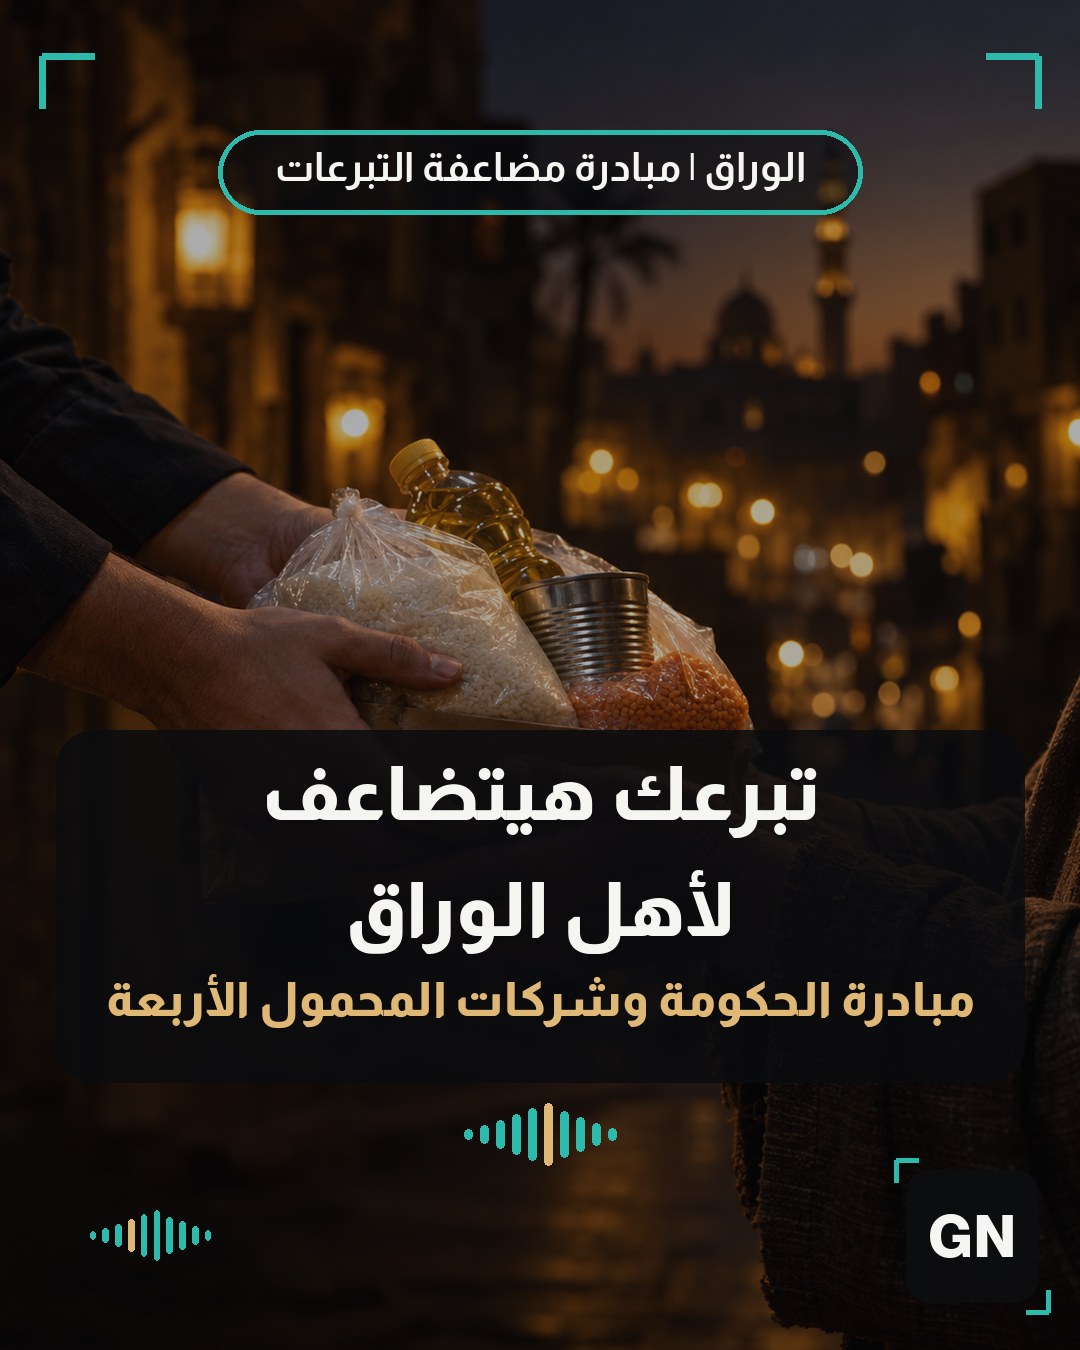 الوراق | مبادرة مضاعفة التبرعات
تبرعك هيتضاعف
لأهل الوراق
مبادرة الحكومة وشركات المحمول الأربعة
GN